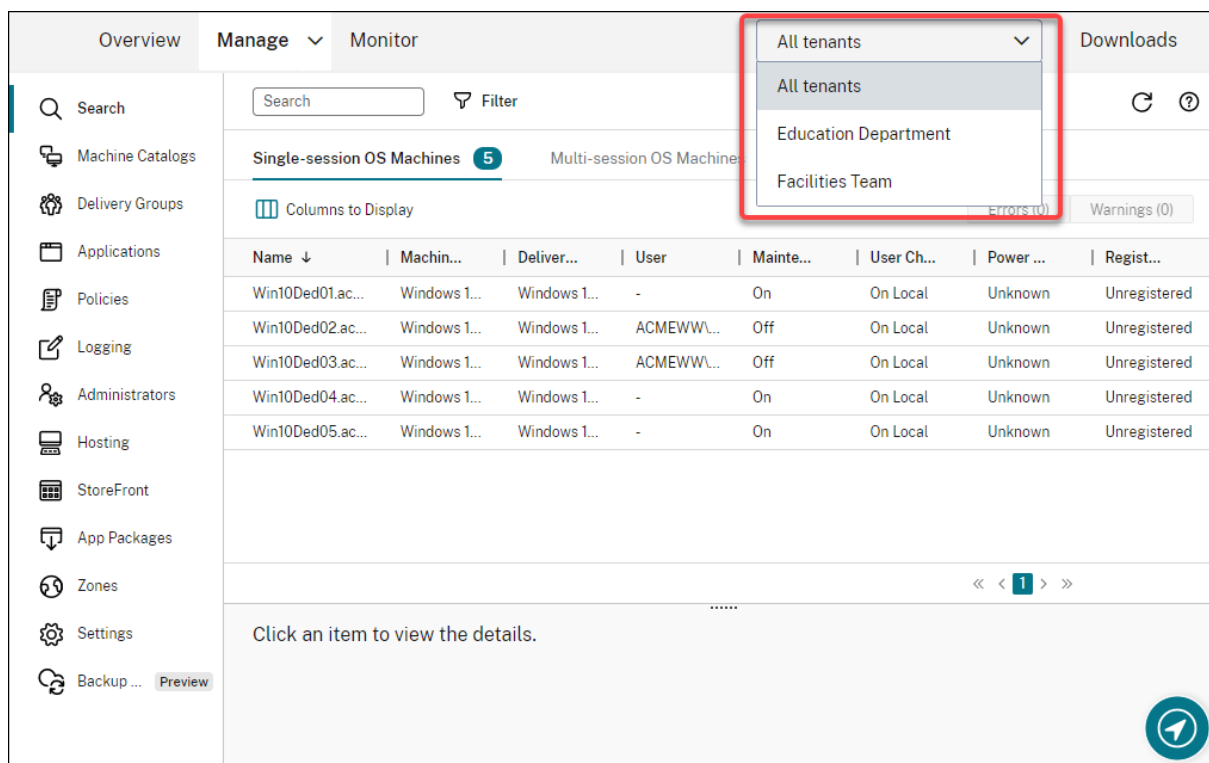 Overview Manage Monitor All tenants Downloads
All tenants
Education Department
Facilities Team
Search
Machine Catalogs
Delivery Groups
Applications
Policies
Logging
Administrators
Hosting
StoreFront
App Packages
Zones
Settings
Backup ... Preview
Search Filter
Single-session OS Machines 5 Multi-session OS Machines
Columns to Display Errors (0) Warnings (0)
Name ↓ Machin... Deliver... User Mainte... User Ch... Power ... Regist...
Win10Ded01.ac... Windows 1... Windows 1... - On On Local Unknown Unregistered
Win10Ded02.ac... Windows 1... Windows 1... ACMEWW\... Off On Local Unknown Unregistered
Win10Ded03.ac... Windows 1... Windows 1... ACMEWW\... Off On Local Unknown Unregistered
Win10Ded04.ac... Windows 1... Windows 1... - On On Local Unknown Unregistered
Win10Ded05.ac... Windows 1... Windows 1... - On On Local Unknown Unregistered
« < 1 > »
Click an item to view the details.